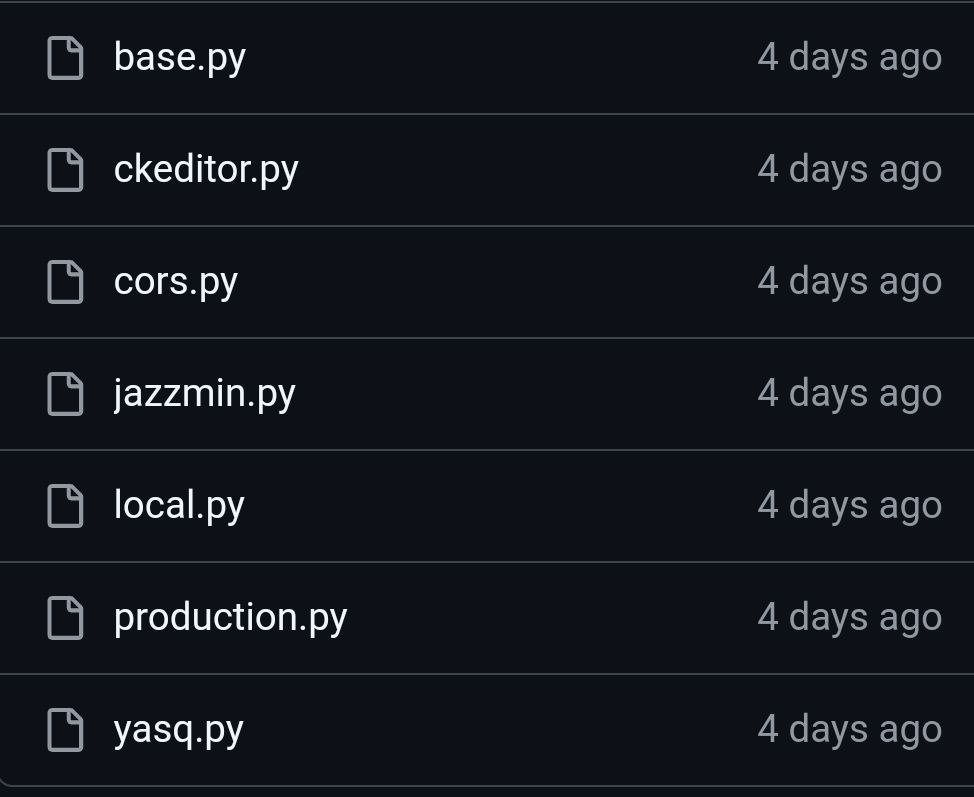 base.py 4 days ago
ckeditor.py 4 days ago
cors.py 4 days ago
jazzmin.py 4 days ago
local.py 4 days ago
production.py 4 days ago
yasq.py 4 days ago